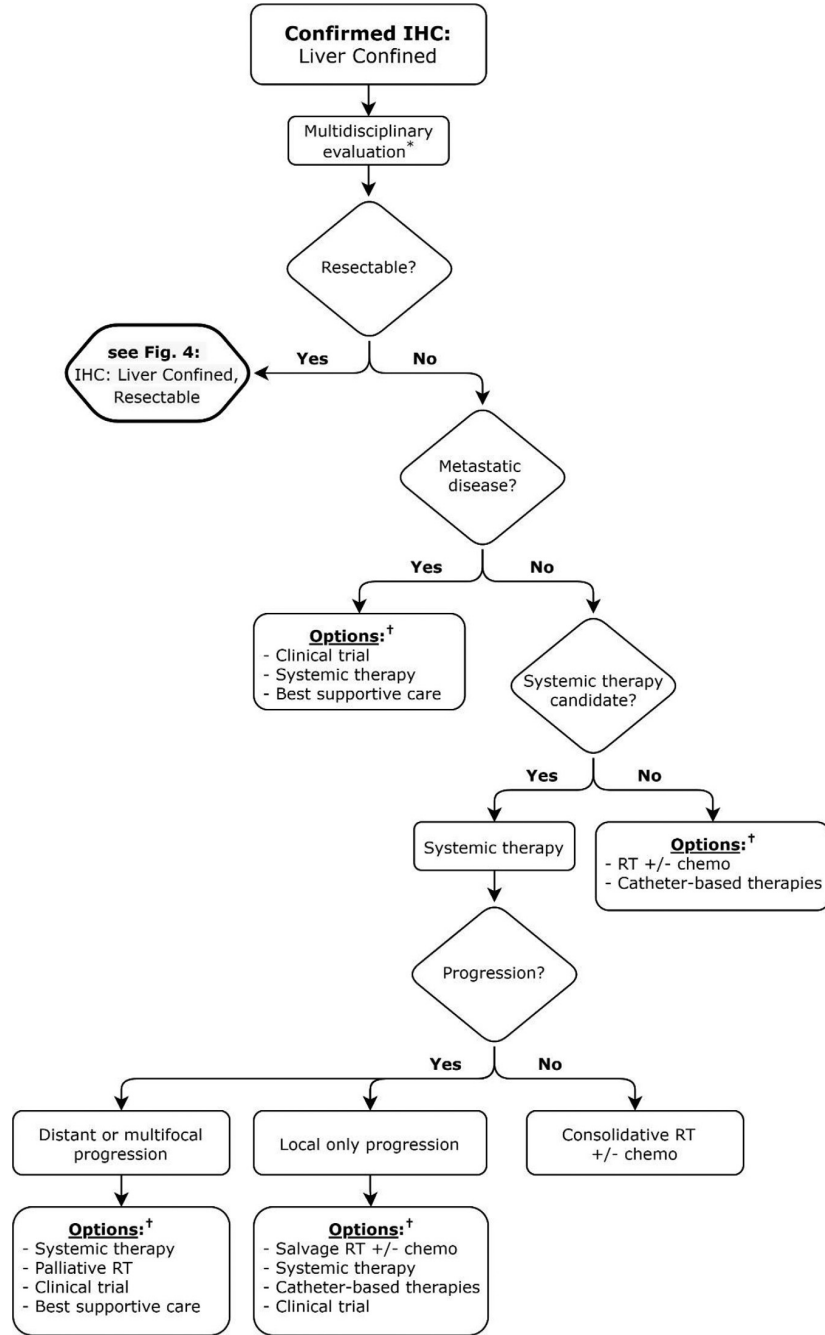 Confirmed IHC:
Liver Confined
Multidisciplinary
evaluation*
Resectable?
Yes
No
see Fig. 4:
IHC: Liver Confined,
Resectable
Metastatic
disease?
Yes
No
Options:†
- Clinical trial
- Systemic therapy
- Best supportive care
Systemic therapy
candidate?
Yes
No
Systemic therapy
Options:†
- RT +/- chemo
- Catheter-based therapies
Progression?
Yes
No
Distant or multifocal
progression
Local only progression
Consolidative RT
+/- chemo
Options:†
- Systemic therapy
- Palliative RT
- Clinical trial
- Best supportive care
Options:†
- Salvage RT +/- chemo
- Systemic therapy
- Catheter-based therapies
- Clinical trial